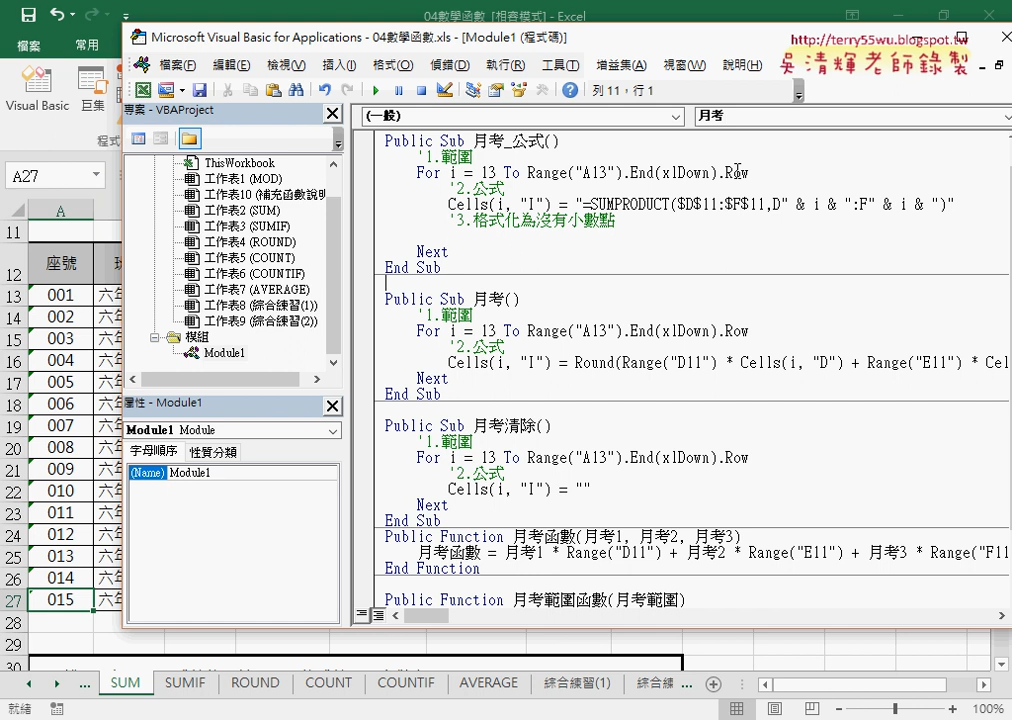 04數學函數 [相容模式] - Excel
檔案
常用
Visual Basic
巨集
程式
A27
A
11
12
座號
13
001
六年
14
002
六年
15
003
六年
16
004
六年
17
005
六年
18
006
六年
19
007
六年
20
008
六年
21
009
六年
22
010
六年
23
011
六年
24
012
六年
25
013
六年
26
014
六年
27
015
六年
28
29
30
Microsoft Visual Basic for Applications - 04數學函數.xls - [Module1 (程式碼)]
http://terry55wu.blogspot.tw
吳清輝老師錄製
檔案(F) 編輯(E) 檢視(V) 插入(I) 格式(O) 偵錯(D) 執行(R) 工具(T) 增益集(A) 視窗(W) 說明(H)
列 11，行 1
專案 - VBAProject
ThisWorkbook
工作表1 (MOD)
工作表10 (補充函數說明
工作表2 (SUM)
工作表3 (SUMIF)
工作表4 (ROUND)
工作表5 (COUNT)
工作表6 (COUNTIF)
工作表7 (AVERAGE)
工作表8 (綜合練習(1))
工作表9 (綜合練習(2))
模組
Module1
屬性 - Module1
Module1 Module
字母順序 性質分類
(Name) Module1
(一般)
月考
Public Sub 月考_公式()
'1.範圍
For i = 13 To Range("A13").End(xlDown).Row
'2.公式
Cells(i, "I") = "=SUMPRODUCT($D$11:$F$11,D" & i & ":F" & i & ")"
'3.格式化為沒有小數點
Next
End Sub
Public Sub 月考()
'1.範圍
For i = 13 To Range("A13").End(xlDown).Row
'2.公式
Cells(i, "I") = Round(Range("D11") * Cells(i, "D") + Range("E11") * Cel
Next
End Sub
Public Sub 月考清除()
'1.範圍
For i = 13 To Range("A13").End(xlDown).Row
'2.公式
Cells(i, "I") = ""
Next
End Sub
Public Function 月考函數(月考1, 月考2, 月考3)
月考函數 = 月考1 * Range("D11") + 月考2 * Range("E11") + 月考3 * Range("F11
End Function
Public Function 月考範圍函數(月考範圍)
... SUM SUMIF ROUND COUNT COUNTIF AVERAGE 綜合練習(1) 綜合練 ...
就緒
100%